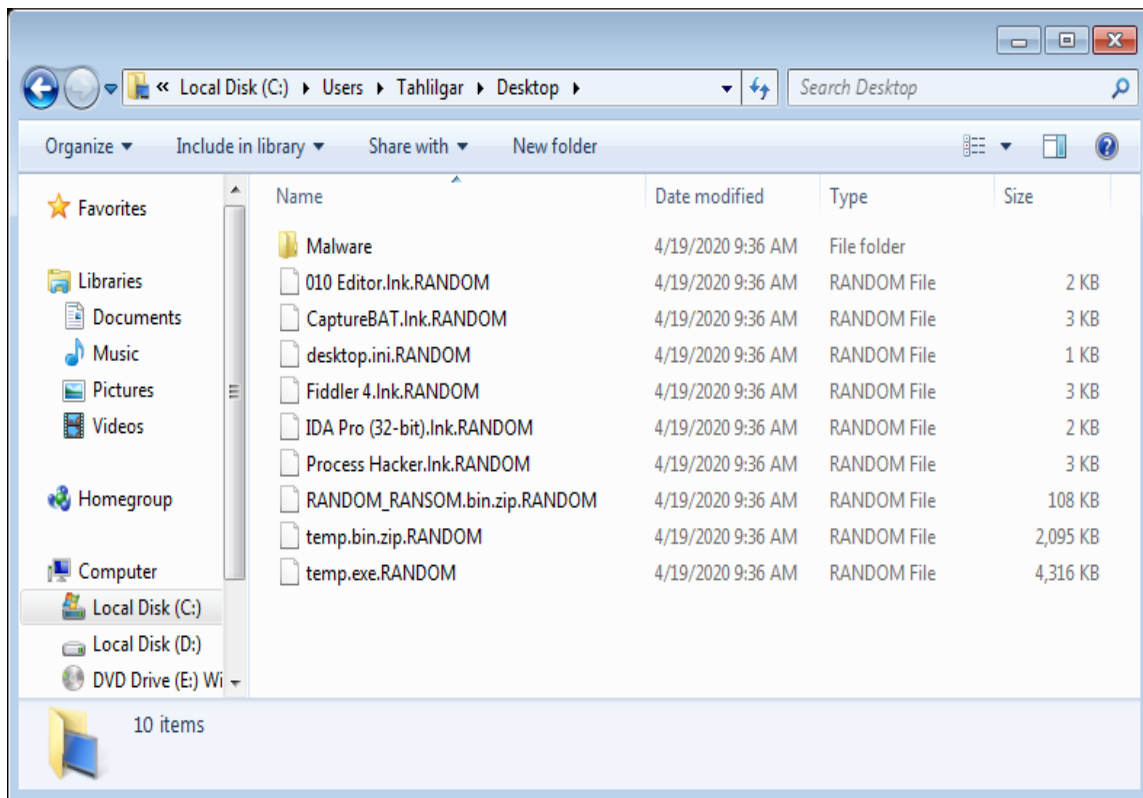 « Local Disk (C:) ▸ Users ▸ Tahlilgar ▸ Desktop ▸ Search Desktop
Organize ▾ Include in library ▾ Share with ▾ New folder
Favorites
Libraries
Documents
Music
Pictures
Videos
Homegroup
Computer
Local Disk (C:)
Local Disk (D:)
DVD Drive (E:) Wi
Name Date modified Type Size
Malware 4/19/2020 9:36 AM File folder
010 Editor.lnk.RANDOM 4/19/2020 9:36 AM RANDOM File 2 KB
CaptureBAT.lnk.RANDOM 4/19/2020 9:36 AM RANDOM File 3 KB
desktop.ini.RANDOM 4/19/2020 9:36 AM RANDOM File 1 KB
Fiddler 4.lnk.RANDOM 4/19/2020 9:36 AM RANDOM File 3 KB
IDA Pro (32-bit).lnk.RANDOM 4/19/2020 9:36 AM RANDOM File 2 KB
Process Hacker.lnk.RANDOM 4/19/2020 9:36 AM RANDOM File 3 KB
RANDOM_RANSOM.bin.zip.RANDOM 4/19/2020 9:36 AM RANDOM File 108 KB
temp.bin.zip.RANDOM 4/19/2020 9:36 AM RANDOM File 2,095 KB
temp.exe.RANDOM 4/19/2020 9:36 AM RANDOM File 4,316 KB
10 items